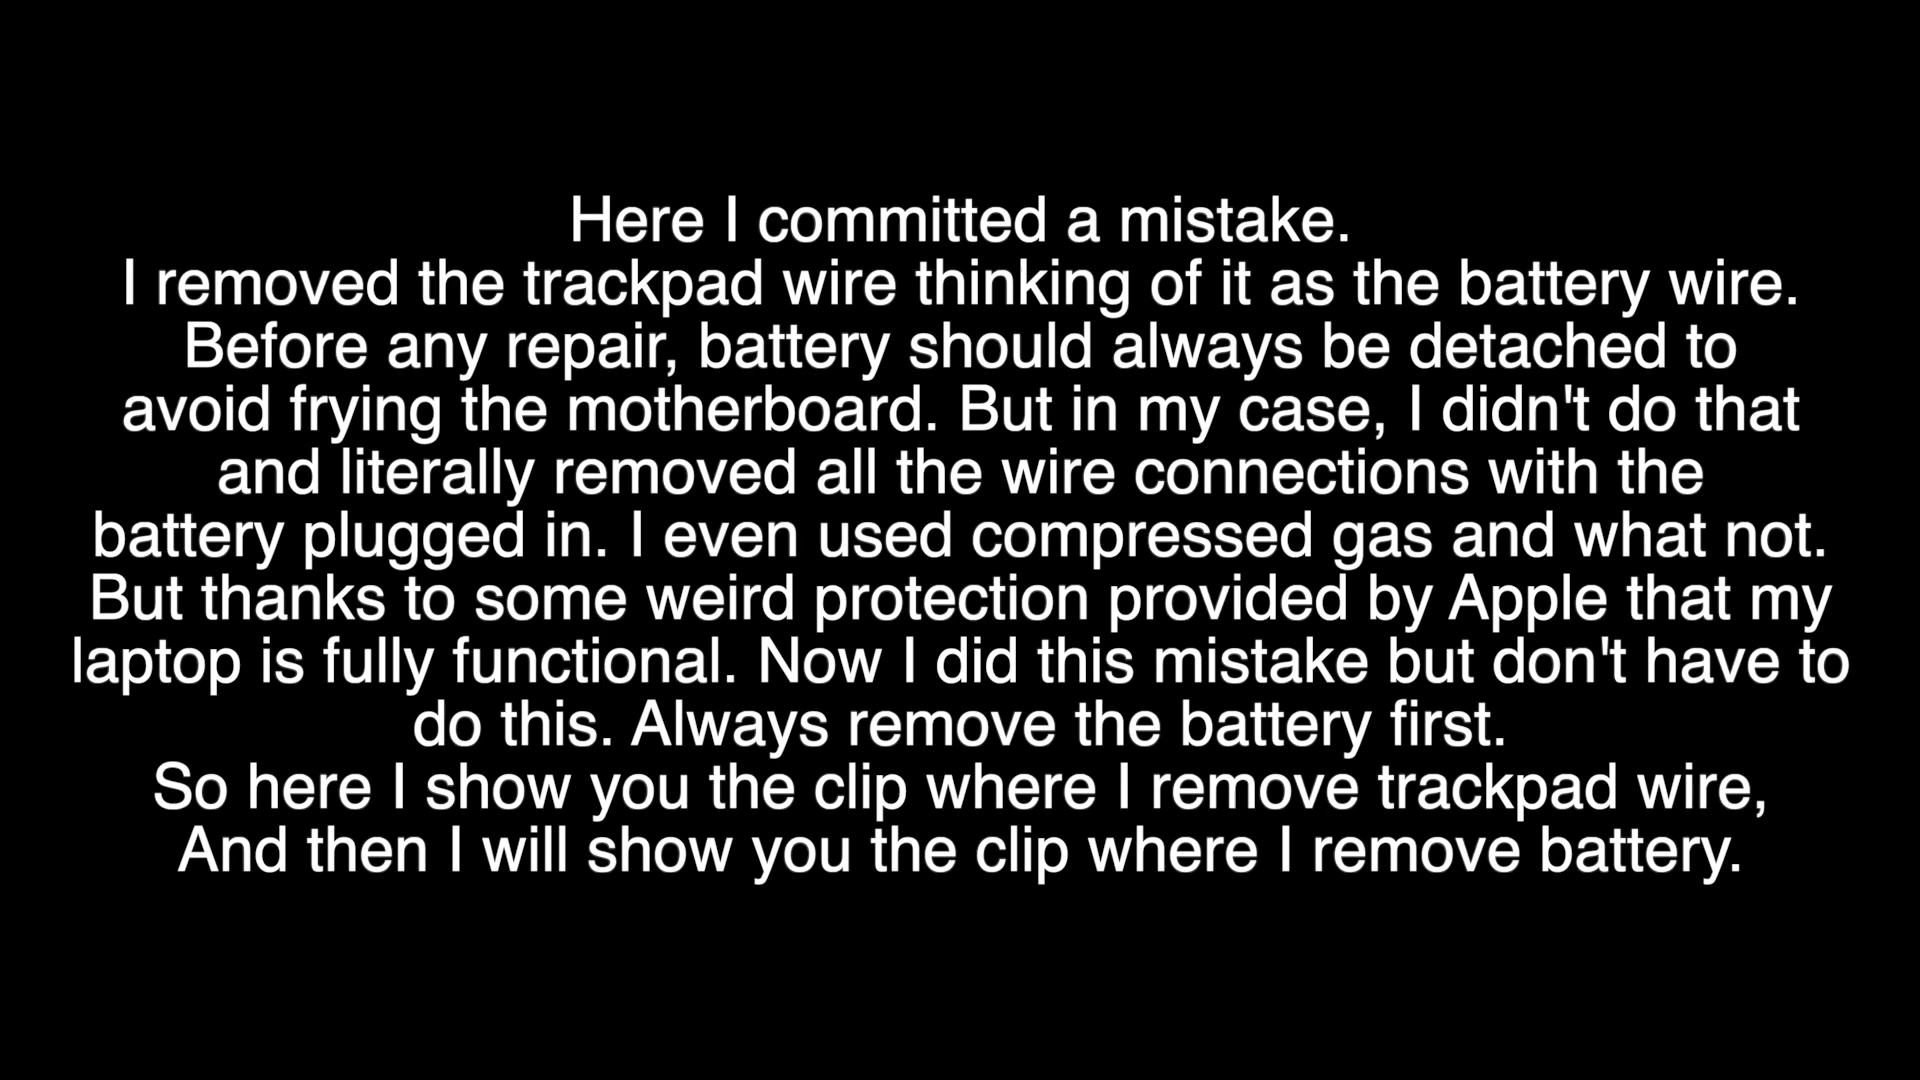 Here I committed a mistake.
I removed the trackpad wire thinking of it as the battery wire.
Before any repair, battery should always be detached to
avoid frying the motherboard. But in my case, I didn't do that
and literally removed all the wire connections with the
battery plugged in. I even used compressed gas and what not.
But thanks to some weird protection provided by Apple that my
laptop is fully functional. Now I did this mistake but don't have to
do this. Always remove the battery first.
So here I show you the clip where I remove trackpad wire,
And then I will show you the clip where I remove battery.